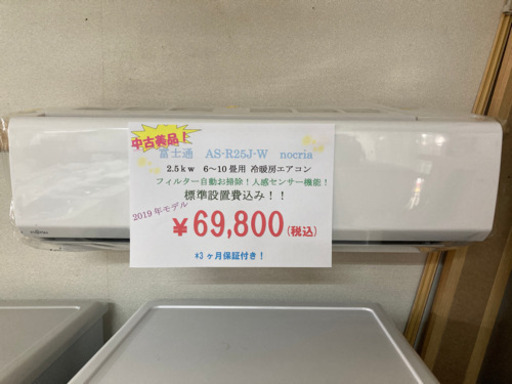 中古美品！
富士通　AS-R25J-W　nocria
2.5ｋｗ　6～10畳用 冷暖房エアコン
フィルター自動お掃除！人感センサー機能！
標準設置費込み！！
2019年モデル
￥69,800(税込)
*3ヶ月保証付き！
FUJITSU